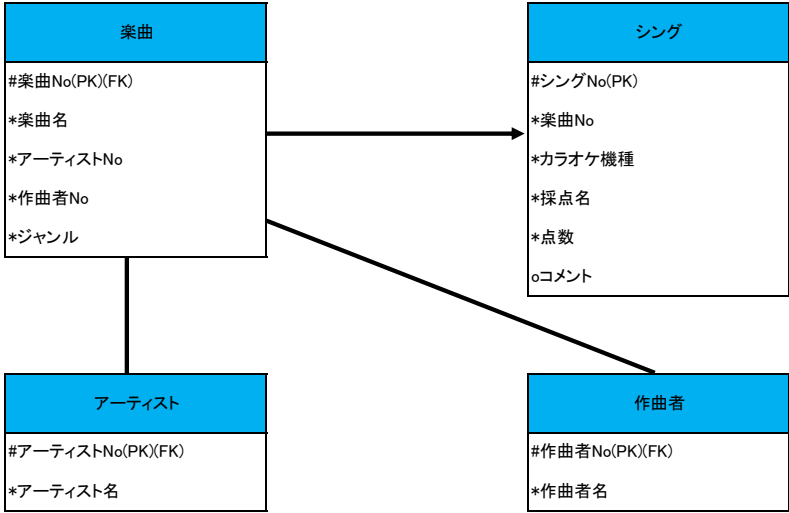 楽曲
#楽曲No(PK)(FK)
*楽曲名
*アーティストNo
*作曲者No
*ジャンル
シング
#シングNo(PK)
*楽曲No
*カラオケ機種
*採点名
*点数
oコメント
アーティスト
#アーティストNo(PK)(FK)
*アーティスト名
作曲者
#作曲者No(PK)(FK)
*作曲者名